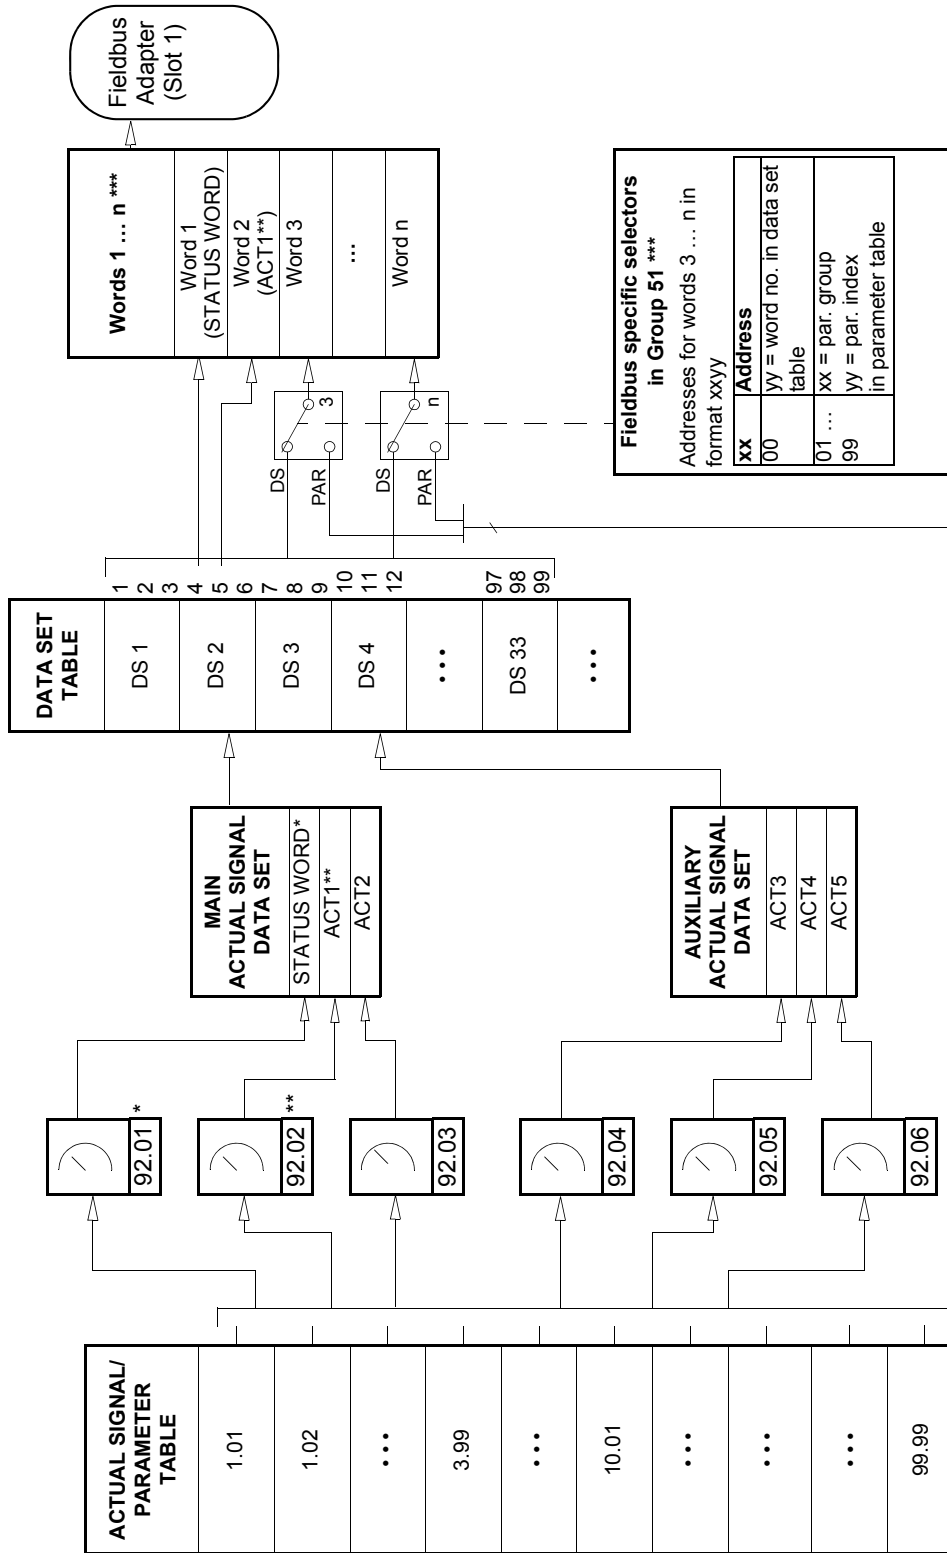 ACTUAL SIGNAL/
PARAMETER
TABLE
1.01
1.02
• • •
3.99
• • •
10.01
• • •
• • •
• • •
99.99
92.01
*
92.02
**
92.03
92.04
92.05
92.06
MAIN
ACTUAL SIGNAL
DATA SET
STATUS WORD*
ACT1**
ACT2
AUXILIARY
ACTUAL SIGNAL
DATA SET
ACT3
ACT4
ACT5
DATA SET
TABLE
DS 1
DS 2
DS 3
DS 4
• • •
DS 33
• • •
1
2
3
4
5
6
7
8
9
10
11
12
97
98
99
DS
PAR
3
DS
PAR
n
Words 1 … n ***
Word 1
(STATUS WORD)
Word 2
(ACT1**)
Word 3
...
Word n
Fieldbus
Adapter
(Slot 1)
Fieldbus specific selectors
in Group 51 ***
Addresses for words 3 … n in
format xxyy
xx Address
00 yy = word no. in data set
table
01 … xx = par. group
99 yy = par. index
in parameter table